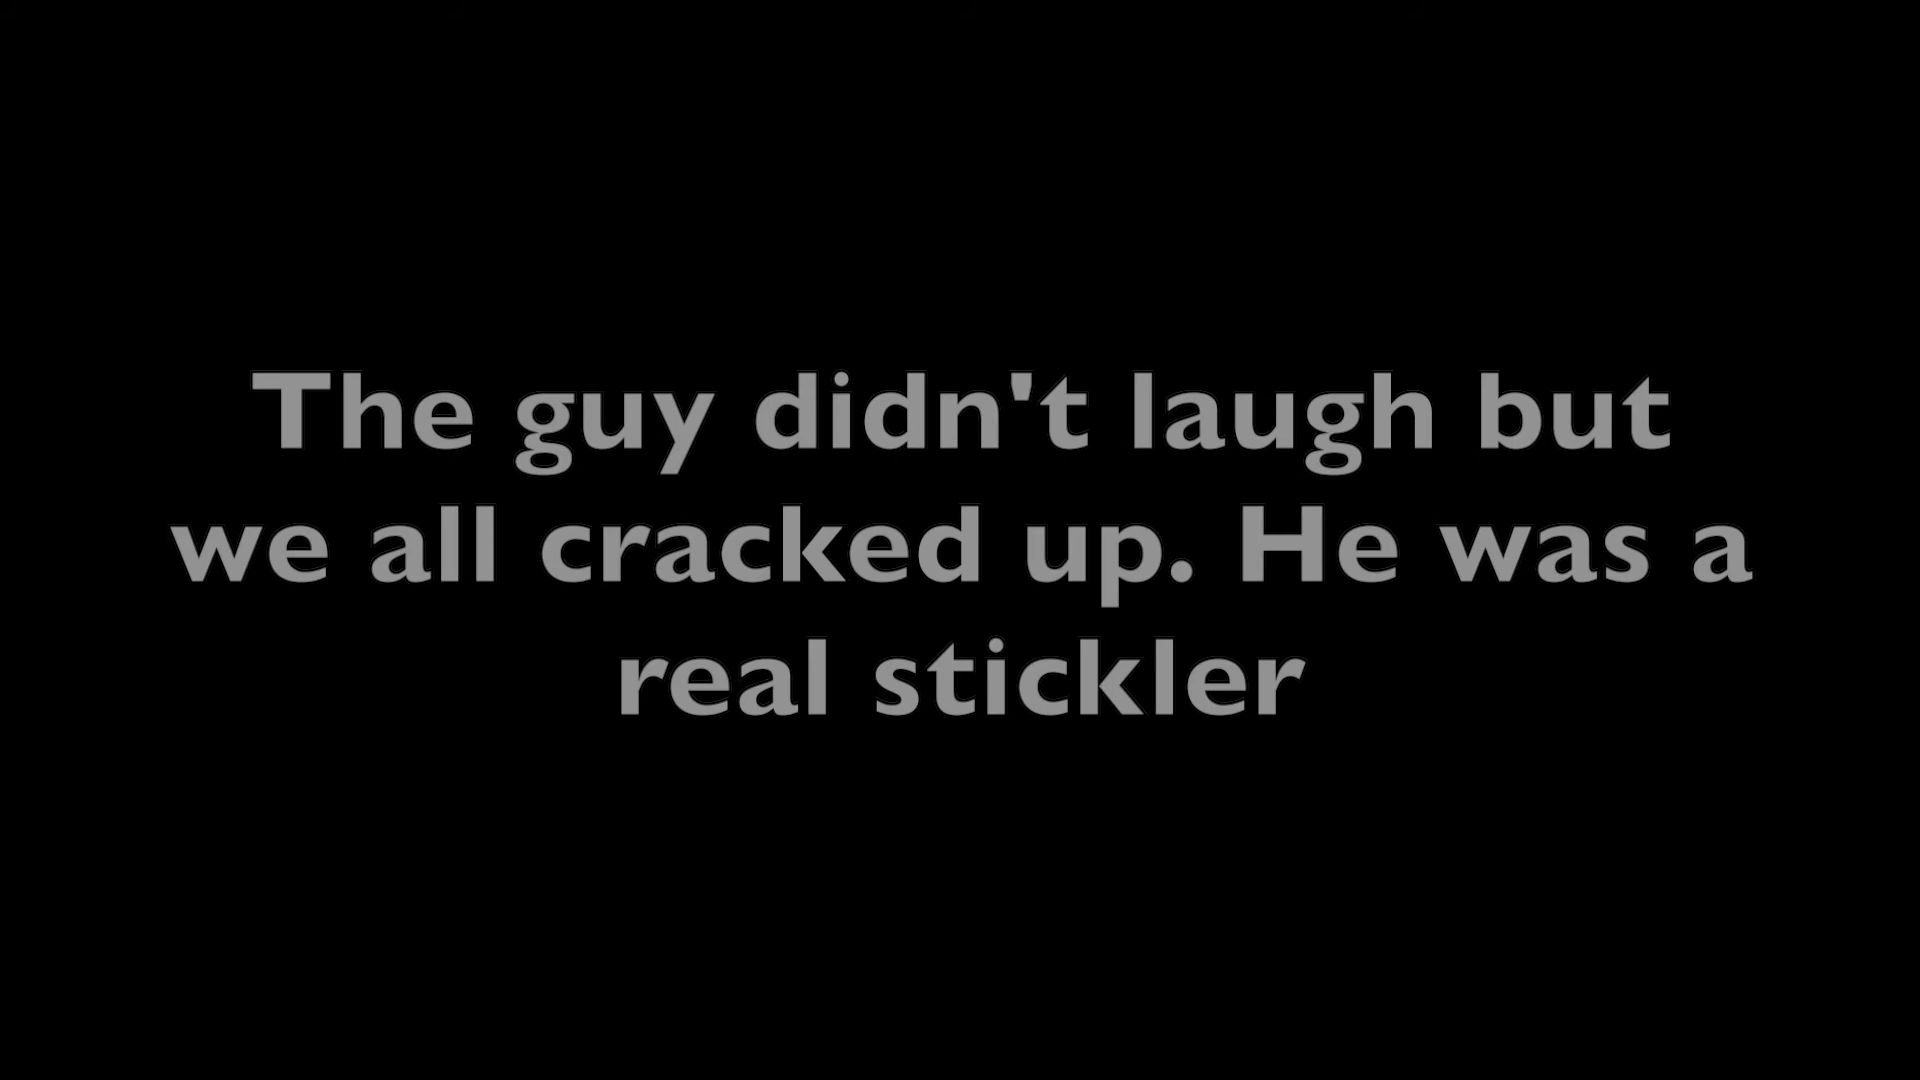 The guy didn't laugh but
we all cracked up. He was a
real stickler